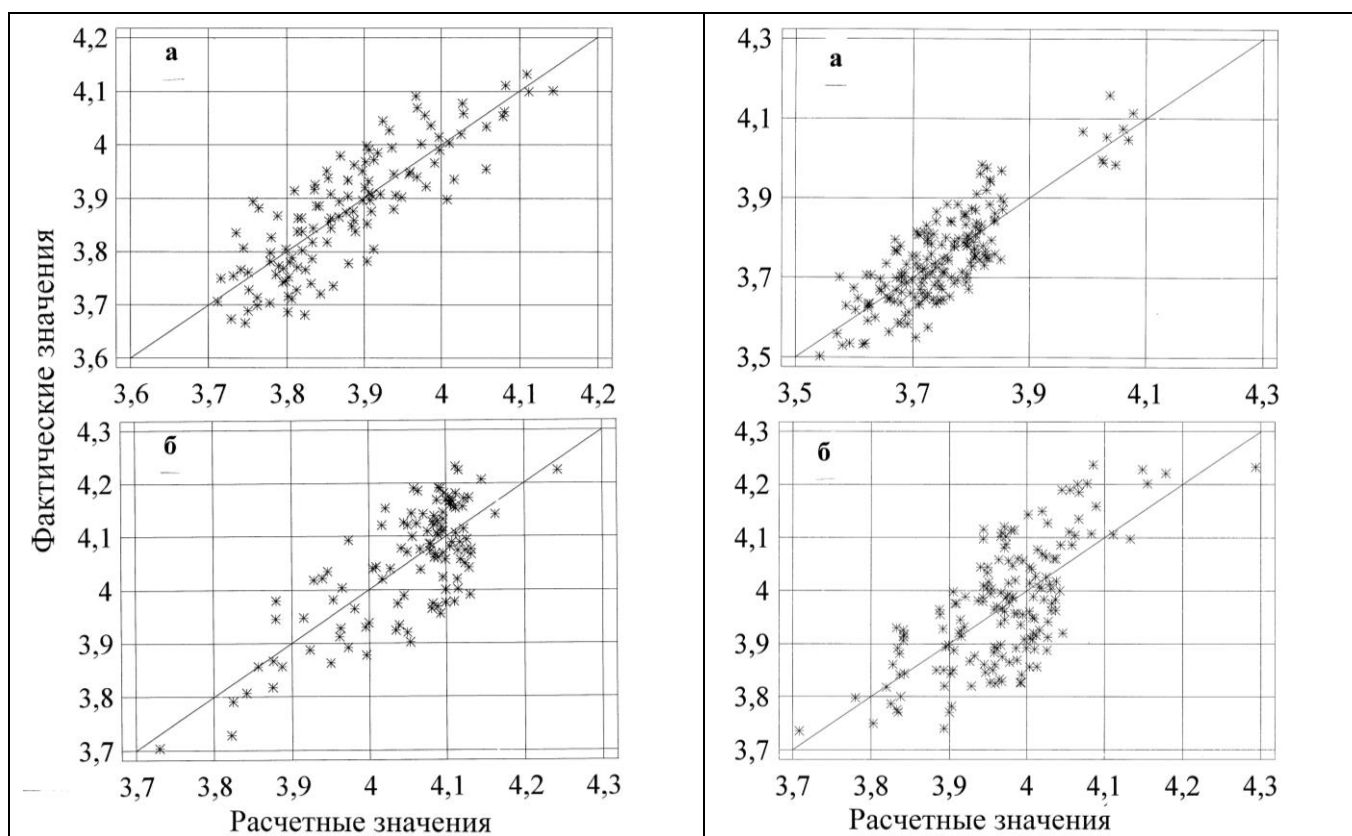 4,2
а
4,1
4
3,9
3,8
3,7
3,6
3,6 3,7 3,8 3,9 4 4,1 4,2
Фактические значения
4,3
б
4,2
4,1
4
3,9
3,8
3,7
3,7 3,8 3,9 4 4,1 4,2 4,3
Расчетные значения
4,3
а
4,1
3,9
3,7
3,5
3,5 3,7 3,9 4,1 4,3
4,3
б
4,2
4,1
4
3,9
3,8
3,7
3,7 3,8 3,9 4 4,1 4,2 4,3
Расчетные значения